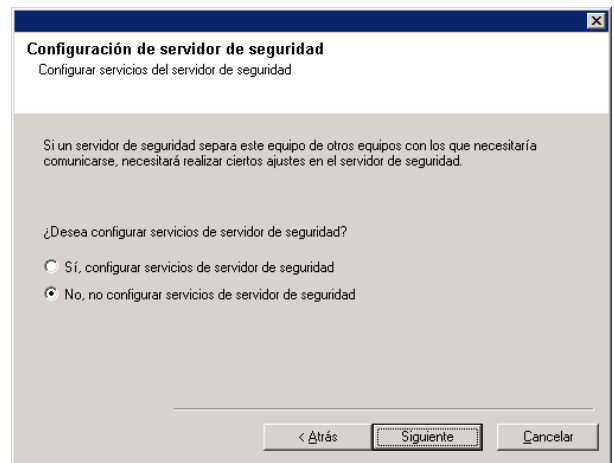 Configuración de servidor de seguridad
Configurar servicios del servidor de seguridad
Si un servidor de seguridad separa este equipo de otros equipos con los que necesitaría
comunicarse, necesitará realizar ciertos ajustes en el servidor de seguridad.
¿Desea configurar servicios de servidor de seguridad?
Sí, configurar servicios de servidor de seguridad
No, no configurar servicios de servidor de seguridad
< Atrás
Siguiente
Cancelar